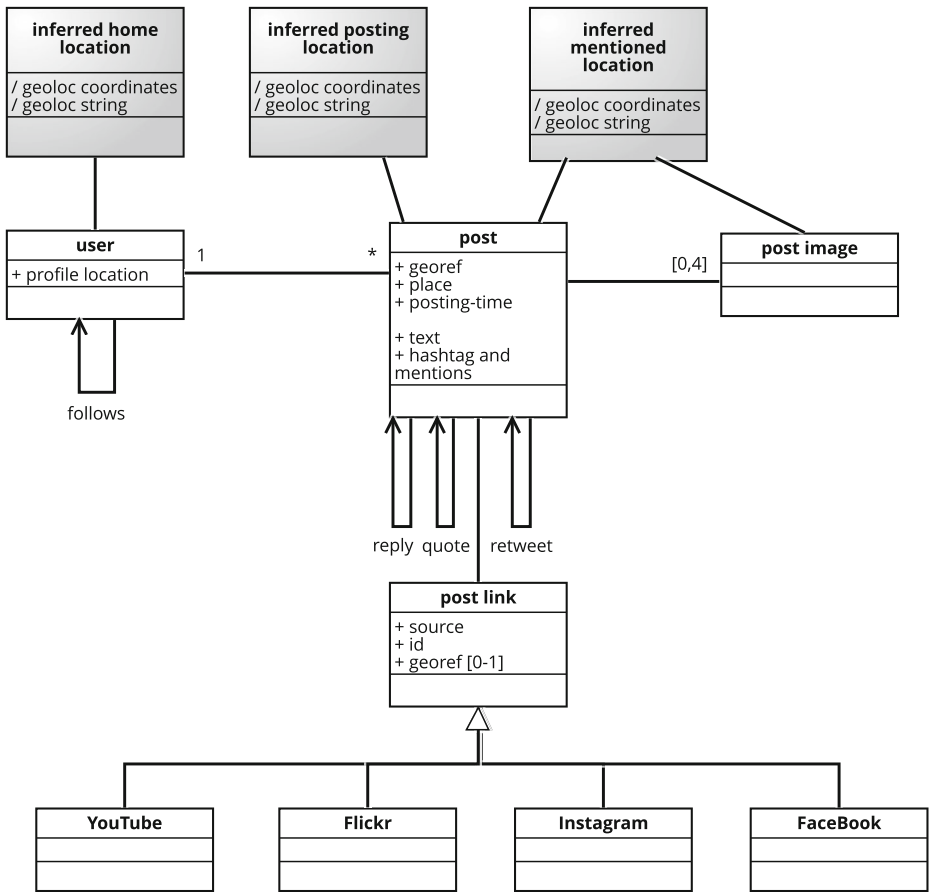 inferred home
location
/ geoloc coordinates
/ geoloc string
inferred posting
location
/ geoloc coordinates
/ geoloc string
inferred
mentioned
location
/ geoloc coordinates
/ geoloc string
user
+ profile location
1
*
post
+ georef
+ place
+ posting-time
+ text
+ hashtag and
mentions
[0,4]
post image
follows
reply
quote
retweet
post link
+ source
+ id
+ georef [0-1]
YouTube
Flickr
Instagram
FaceBook